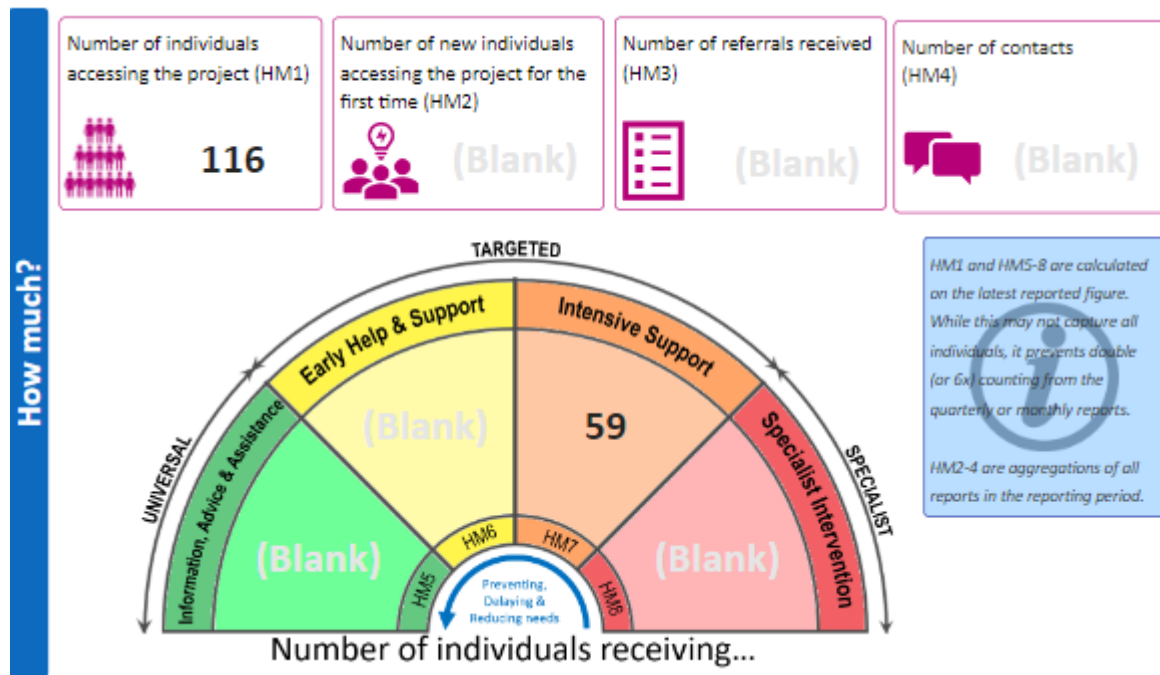 How much?
Number of individuals
accessing the project (HM1)
116
Number of new individuals
accessing the project for the
first time (HM2)
(Blank)
Number of referrals received
(HM3)
(Blank)
Number of contacts
(HM4)
(Blank)
TARGETED
UNIVERSAL
SPECIALIST
Information, Advice & Assistance
Early Help & Support
Intensive Support
Specialist Intervention
(Blank)
(Blank)
59
(Blank)
HM5
HM6
HM7
HM8
Preventing,
Delaying &
Reducing needs
Number of individuals receiving...
HM1 and HM5-8 are calculated
on the latest reported figure.
While this may not capture all
individuals, it prevents double
(or 6x) counting from the
quarterly or monthly reports.
HM2-4 are aggregations of all
reports in the reporting period.